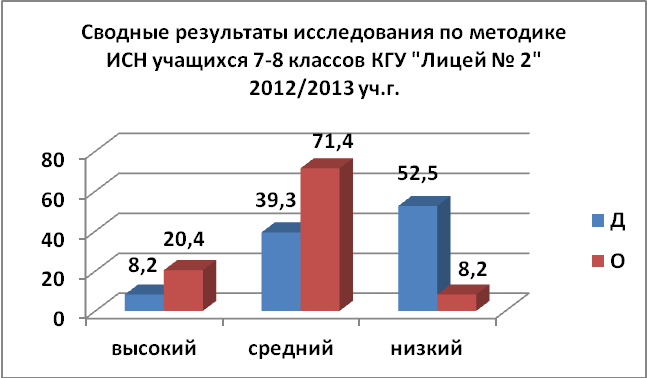 Сводные результаты исследования по методике
ИСН учащихся 7-8 классов КГУ "Лицей № 2"
2012/2013 уч.г.
80
60
40
20
0
8,2
20,4
39,3
71,4
52,5
8,2
высокий
средний
низкий
Д
О